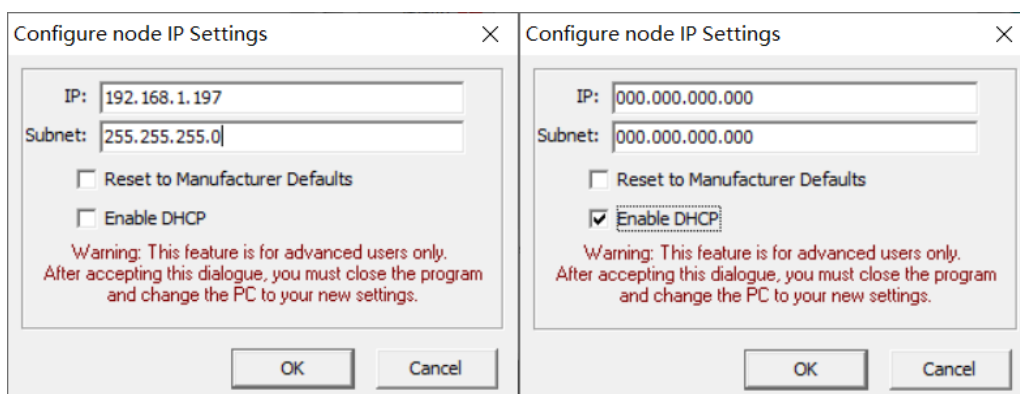 Configure node IP Settings
IP: 192.168.1.197
Subnet: 255.255.255.0
Reset to Manufacturer Defaults
Enable DHCP
Warning: This feature is for advanced users only.
After accepting this dialogue, you must close the program
and change the PC to your new settings.
OK Cancel
Configure node IP Settings
IP: 000.000.000.000
Subnet: 000.000.000.000
Reset to Manufacturer Defaults
Enable DHCP
Warning: This feature is for advanced users only.
After accepting this dialogue, you must close the program
and change the PC to your new settings.
OK Cancel